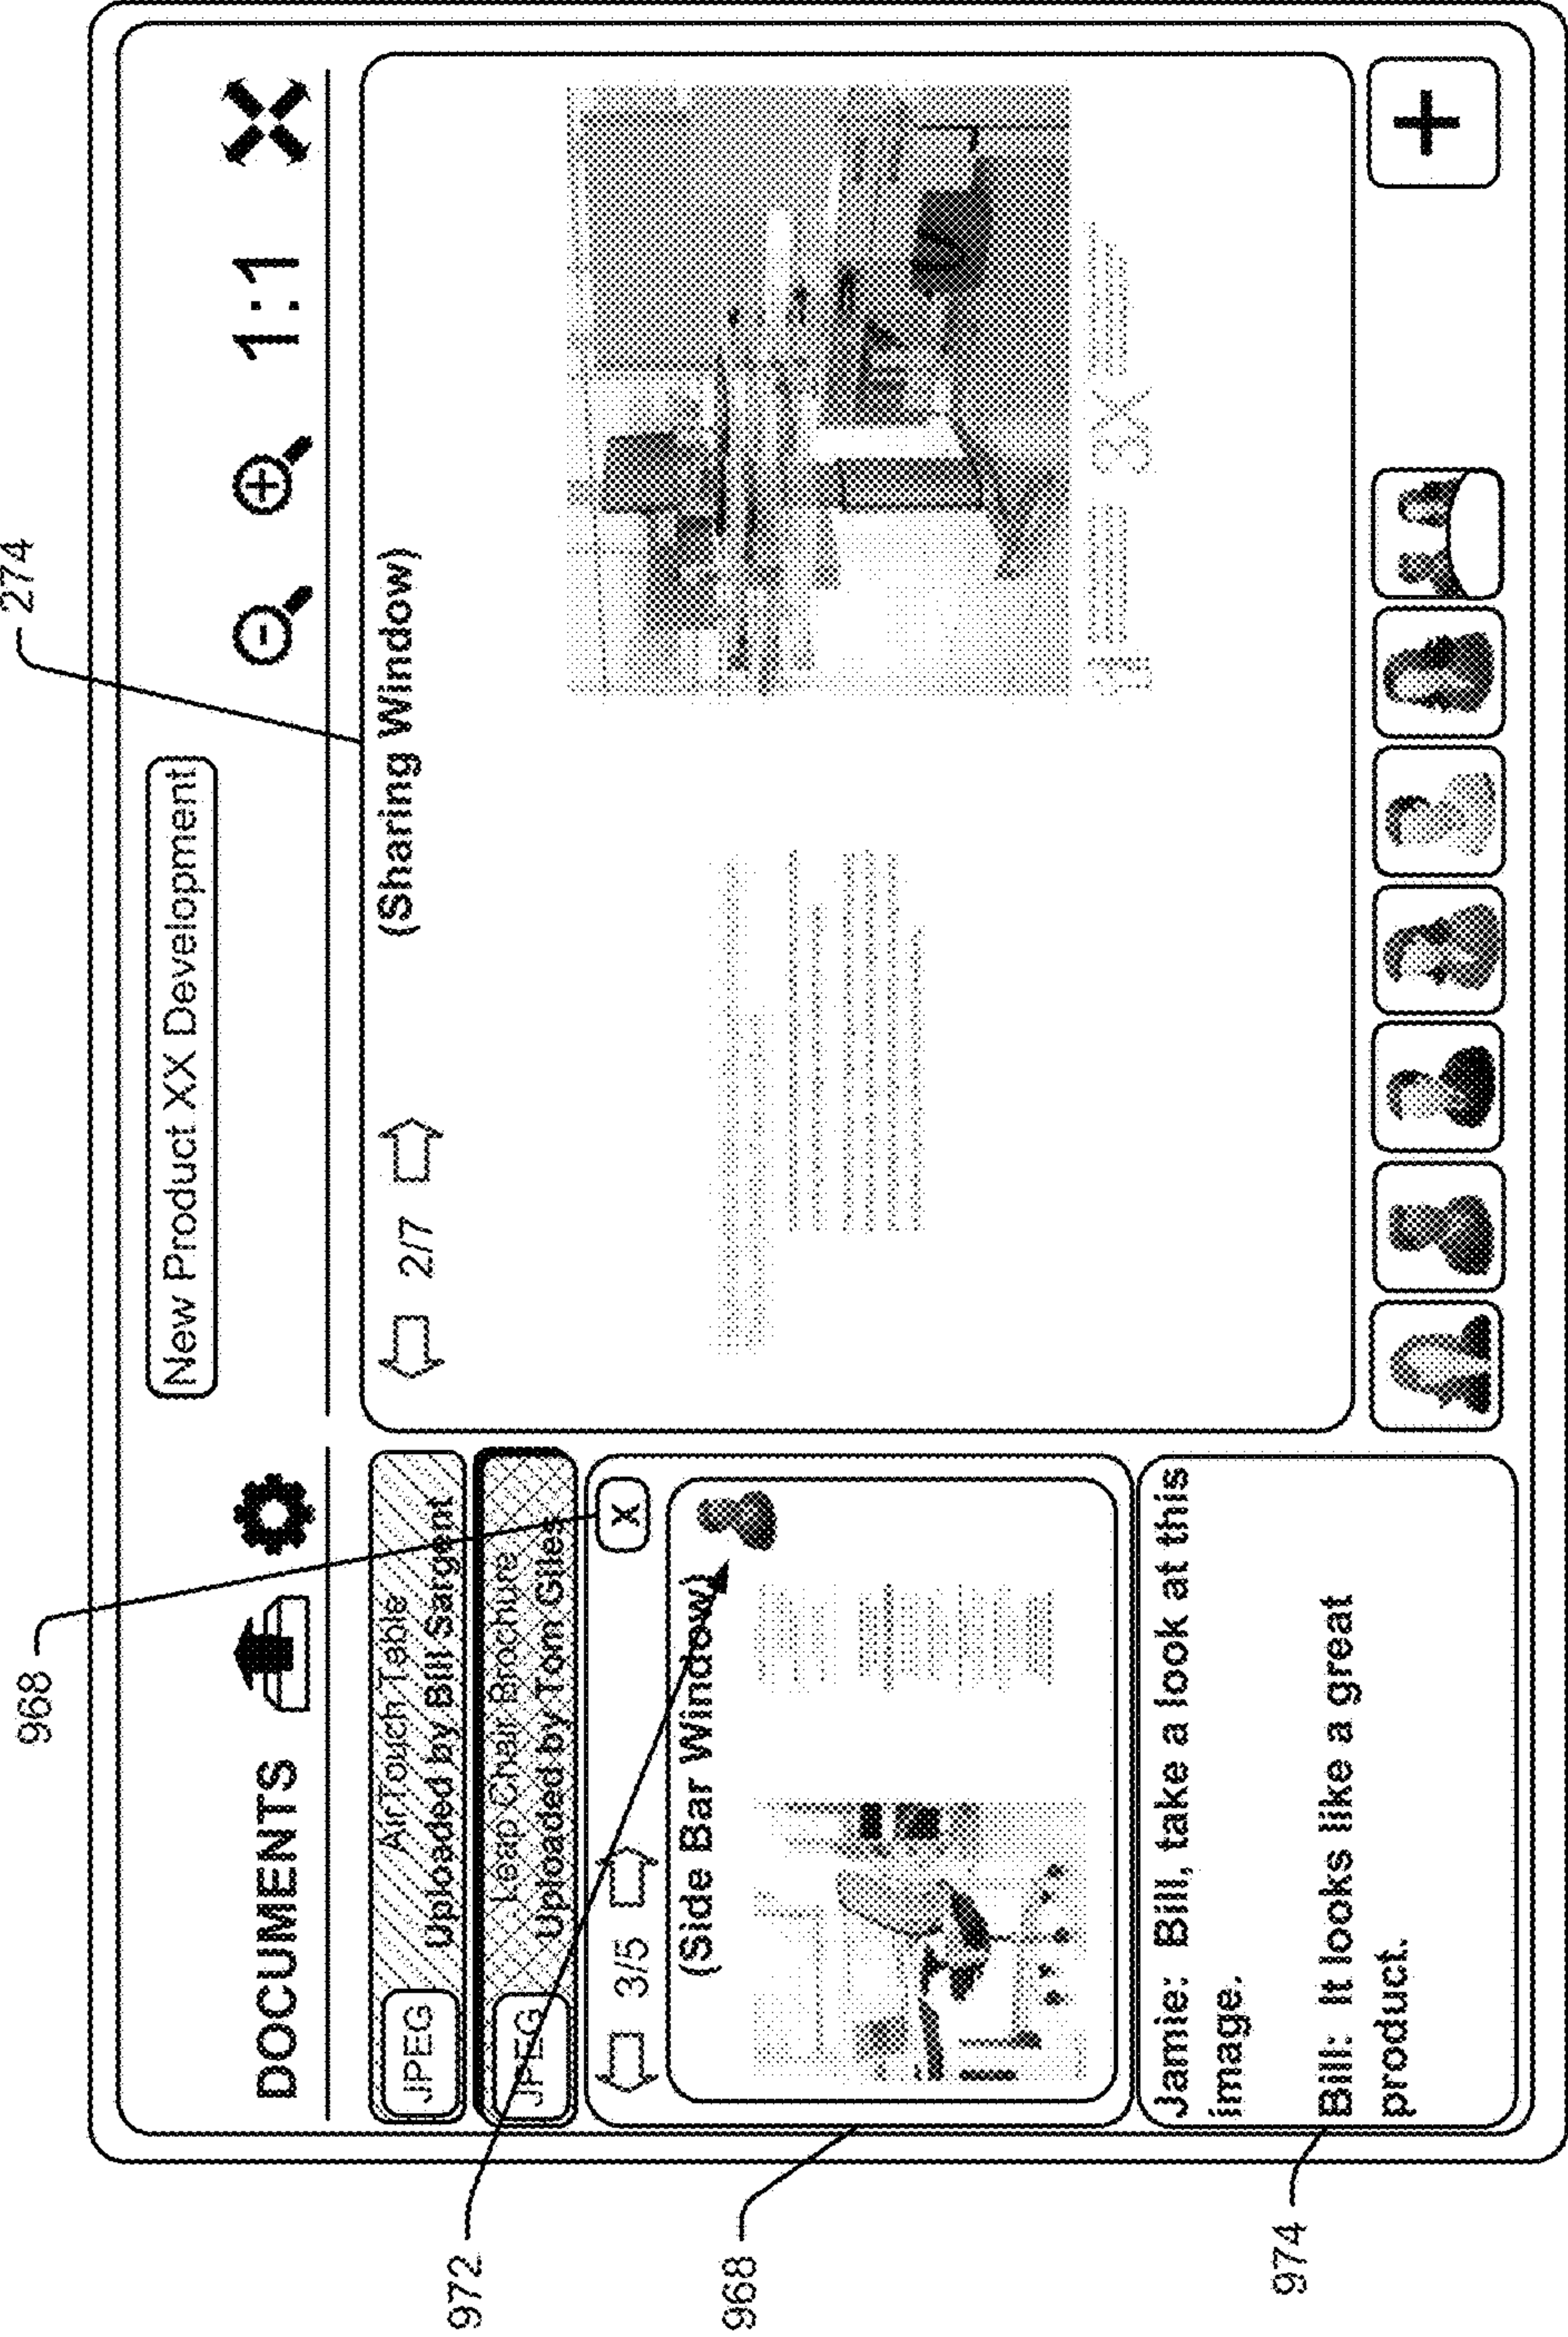 274
968
New Product XX Development
DOCUMENTS
1:1
JPEG
AirTouch Table
Uploaded by Bill Sargent
JPEG
Leap Chair Brochure
Uploaded by Tom Giles
3/5
X
(Side Bar Window)
2/7
(Sharing Window)
Jamie: Bill, take a look at this
image.
Bill: It looks like a great
product.
972
968
974